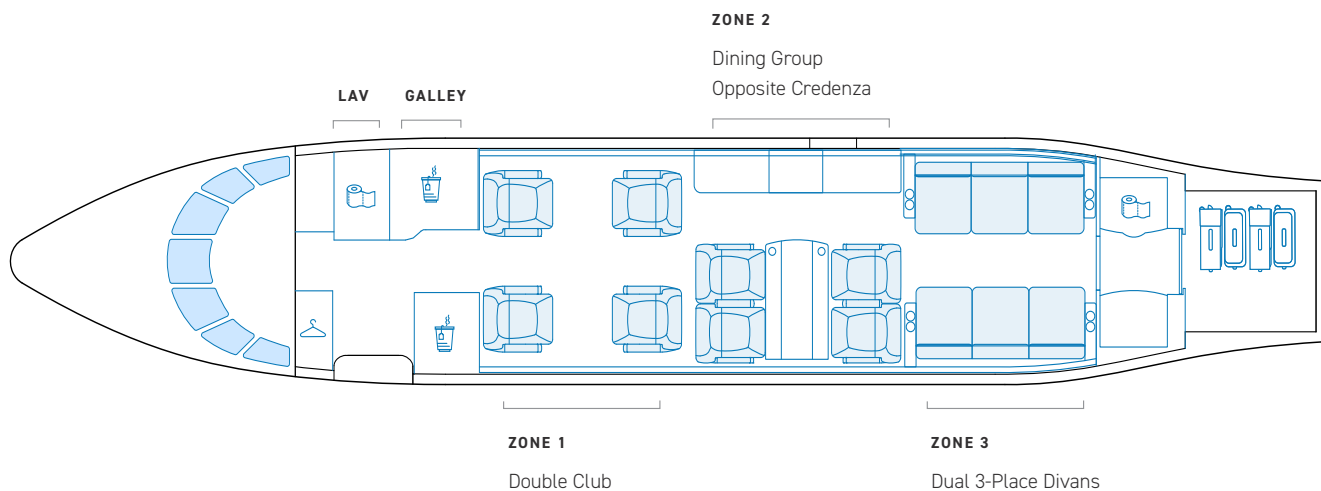 ZONE 2
Dining Group
Opposite Credenza
LAV
GALLEY
ZONE 1
Double Club
ZONE 3
Dual 3-Place Divans